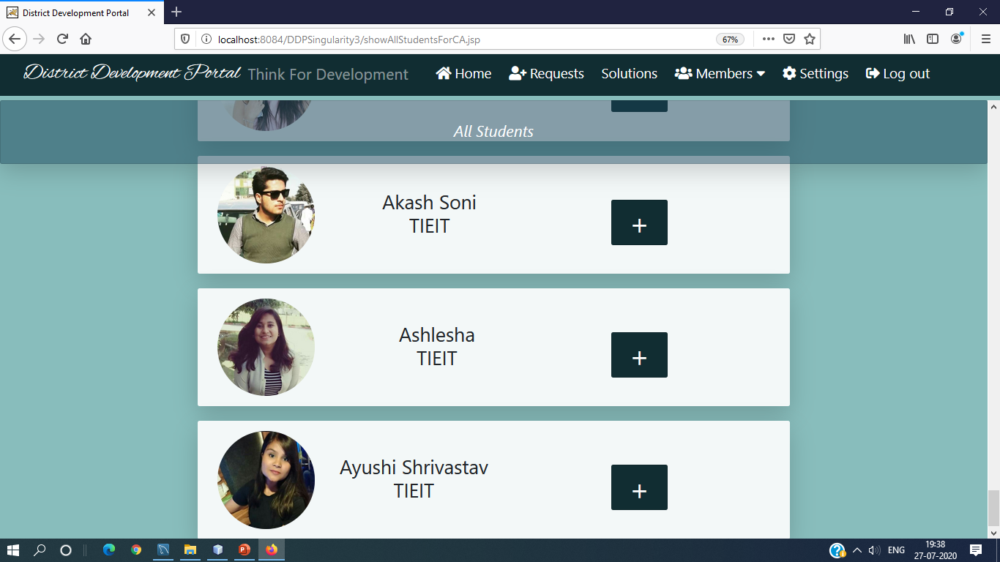 District Development Portal
localhost:8084/DDPSingularity3/showAllStudentsForCA.jsp 67%
District Development Portal Think For Development Home Requests Solutions Members Settings Log out
All Students
Akash Soni
TIEIT
+
Ashlesha
TIEIT
+
Ayushi Shrivastav
TIEIT
+
ENG 19:38
27-07-2020